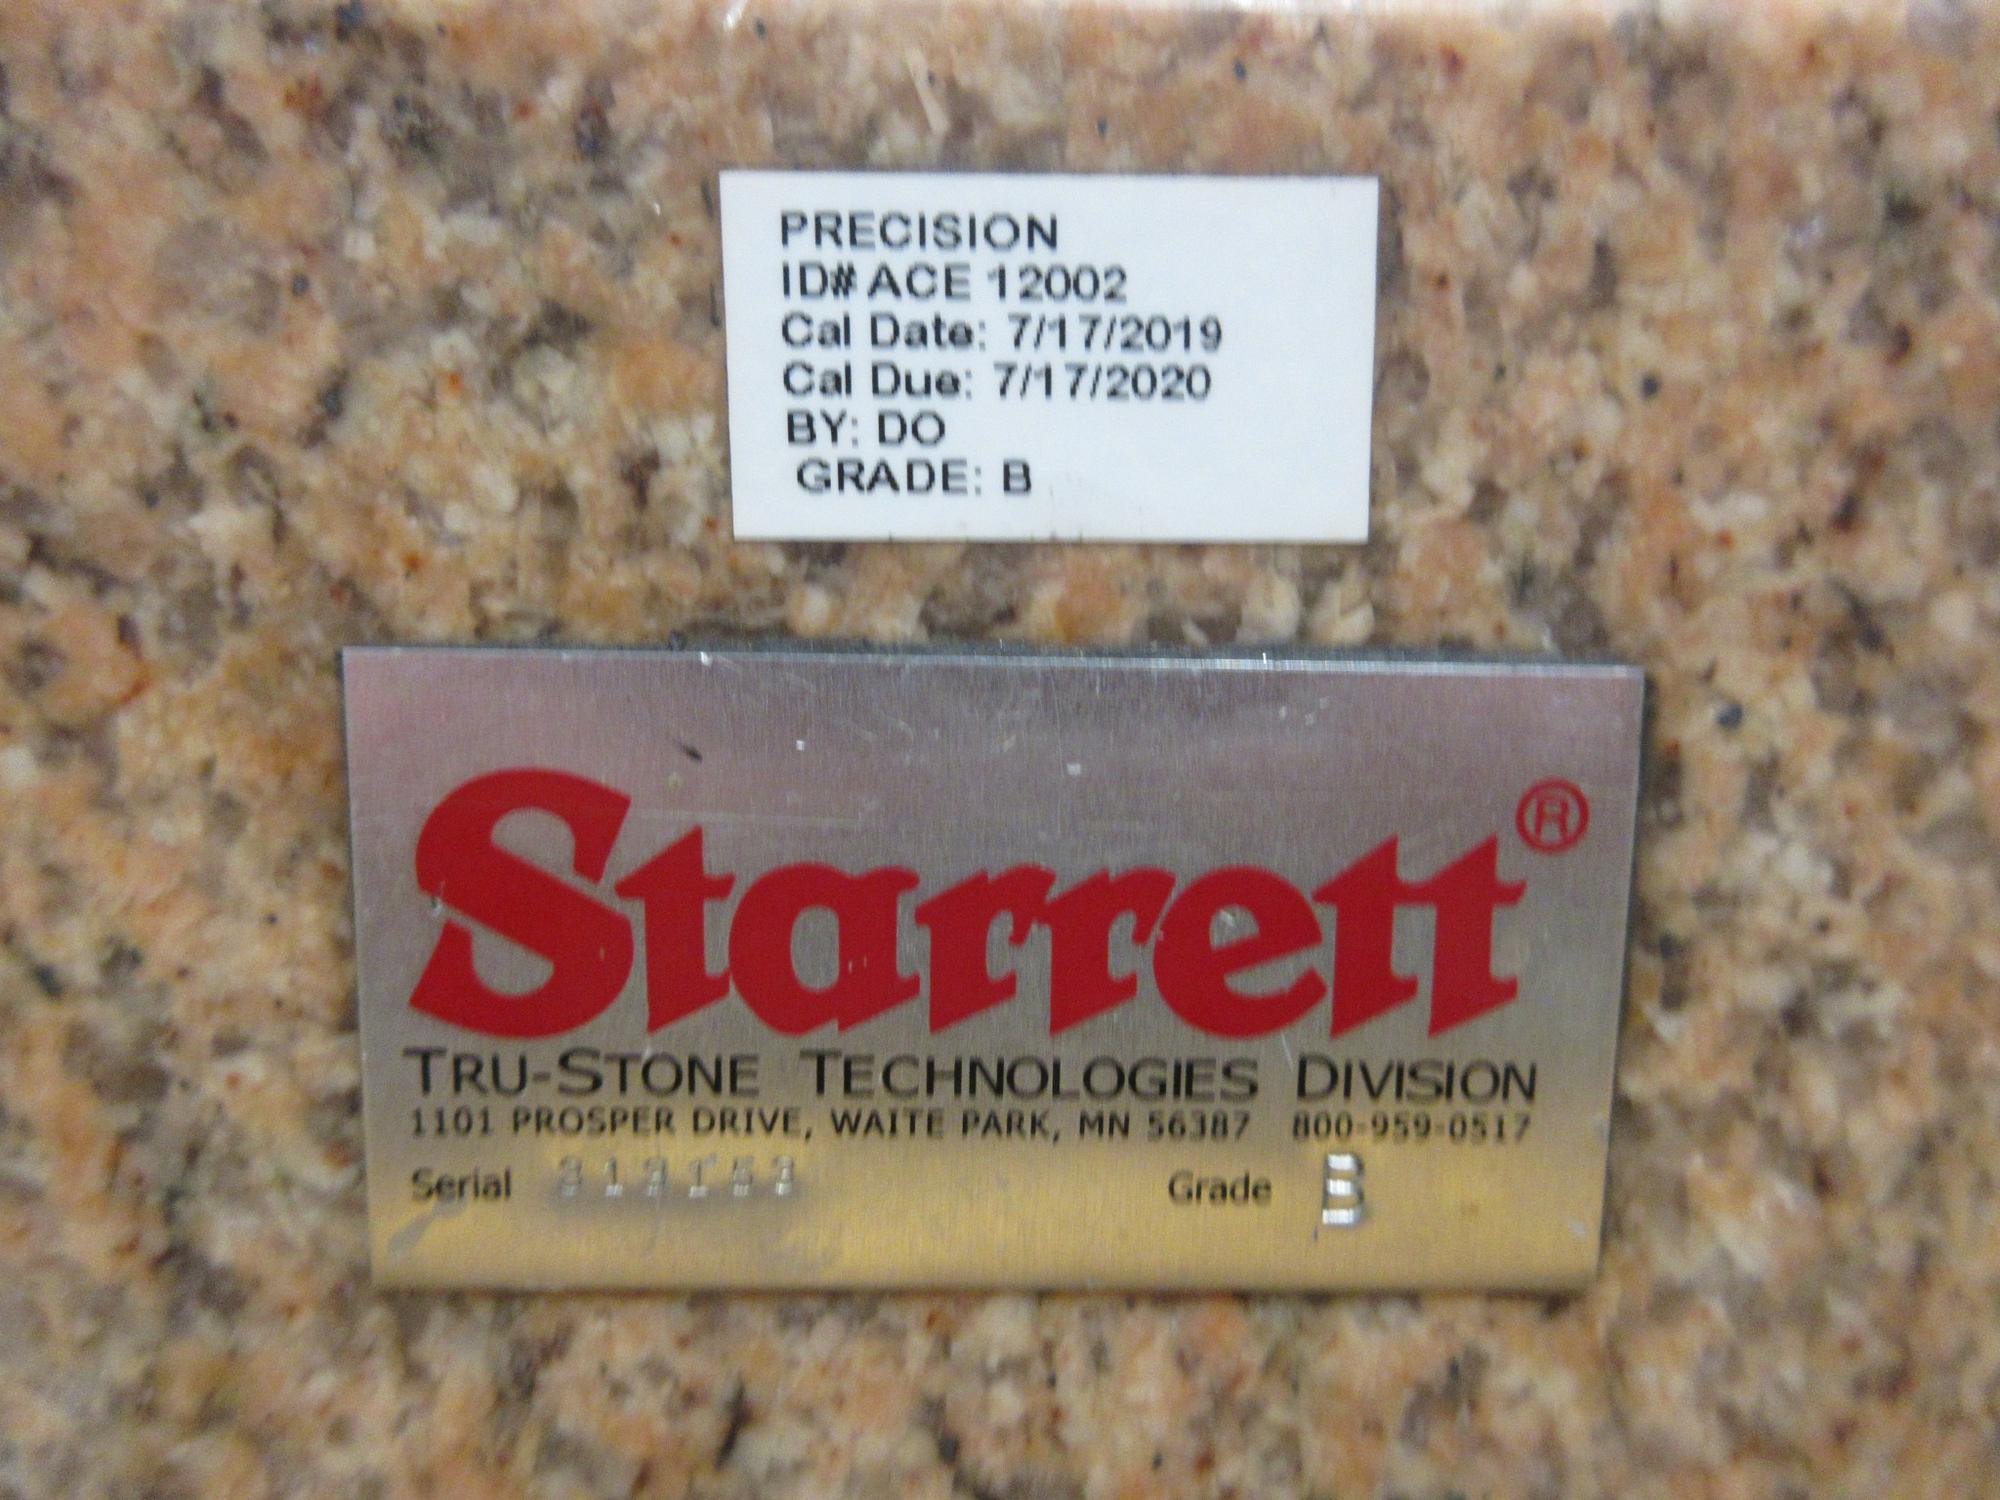 PRECISION
ID# ACE 12002
Cal Date: 7/17/2019
Cal Due: 7/17/2020
BY: DO
GRADE: B
Starrett®
TRU-STONE TECHNOLOGIES DIVISION
1101 PROSPER DRIVE, WAITE PARK, MN 56387 800-959-0517
Serial
Grade B